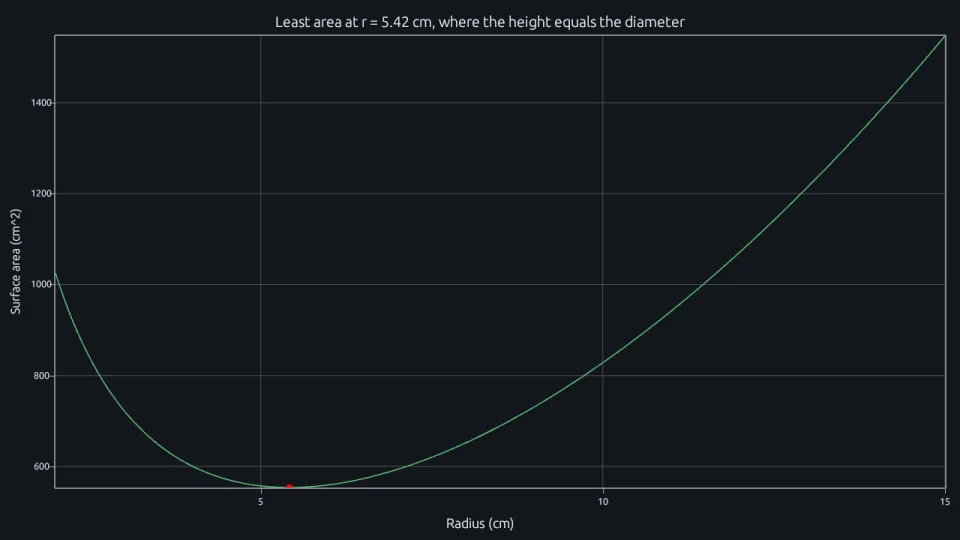 Least area at r = 5.42 cm, where the height equals the diameter
1400
1200
1000
800
600
Surface area (cm^2)
5
10
15
Radius (cm)